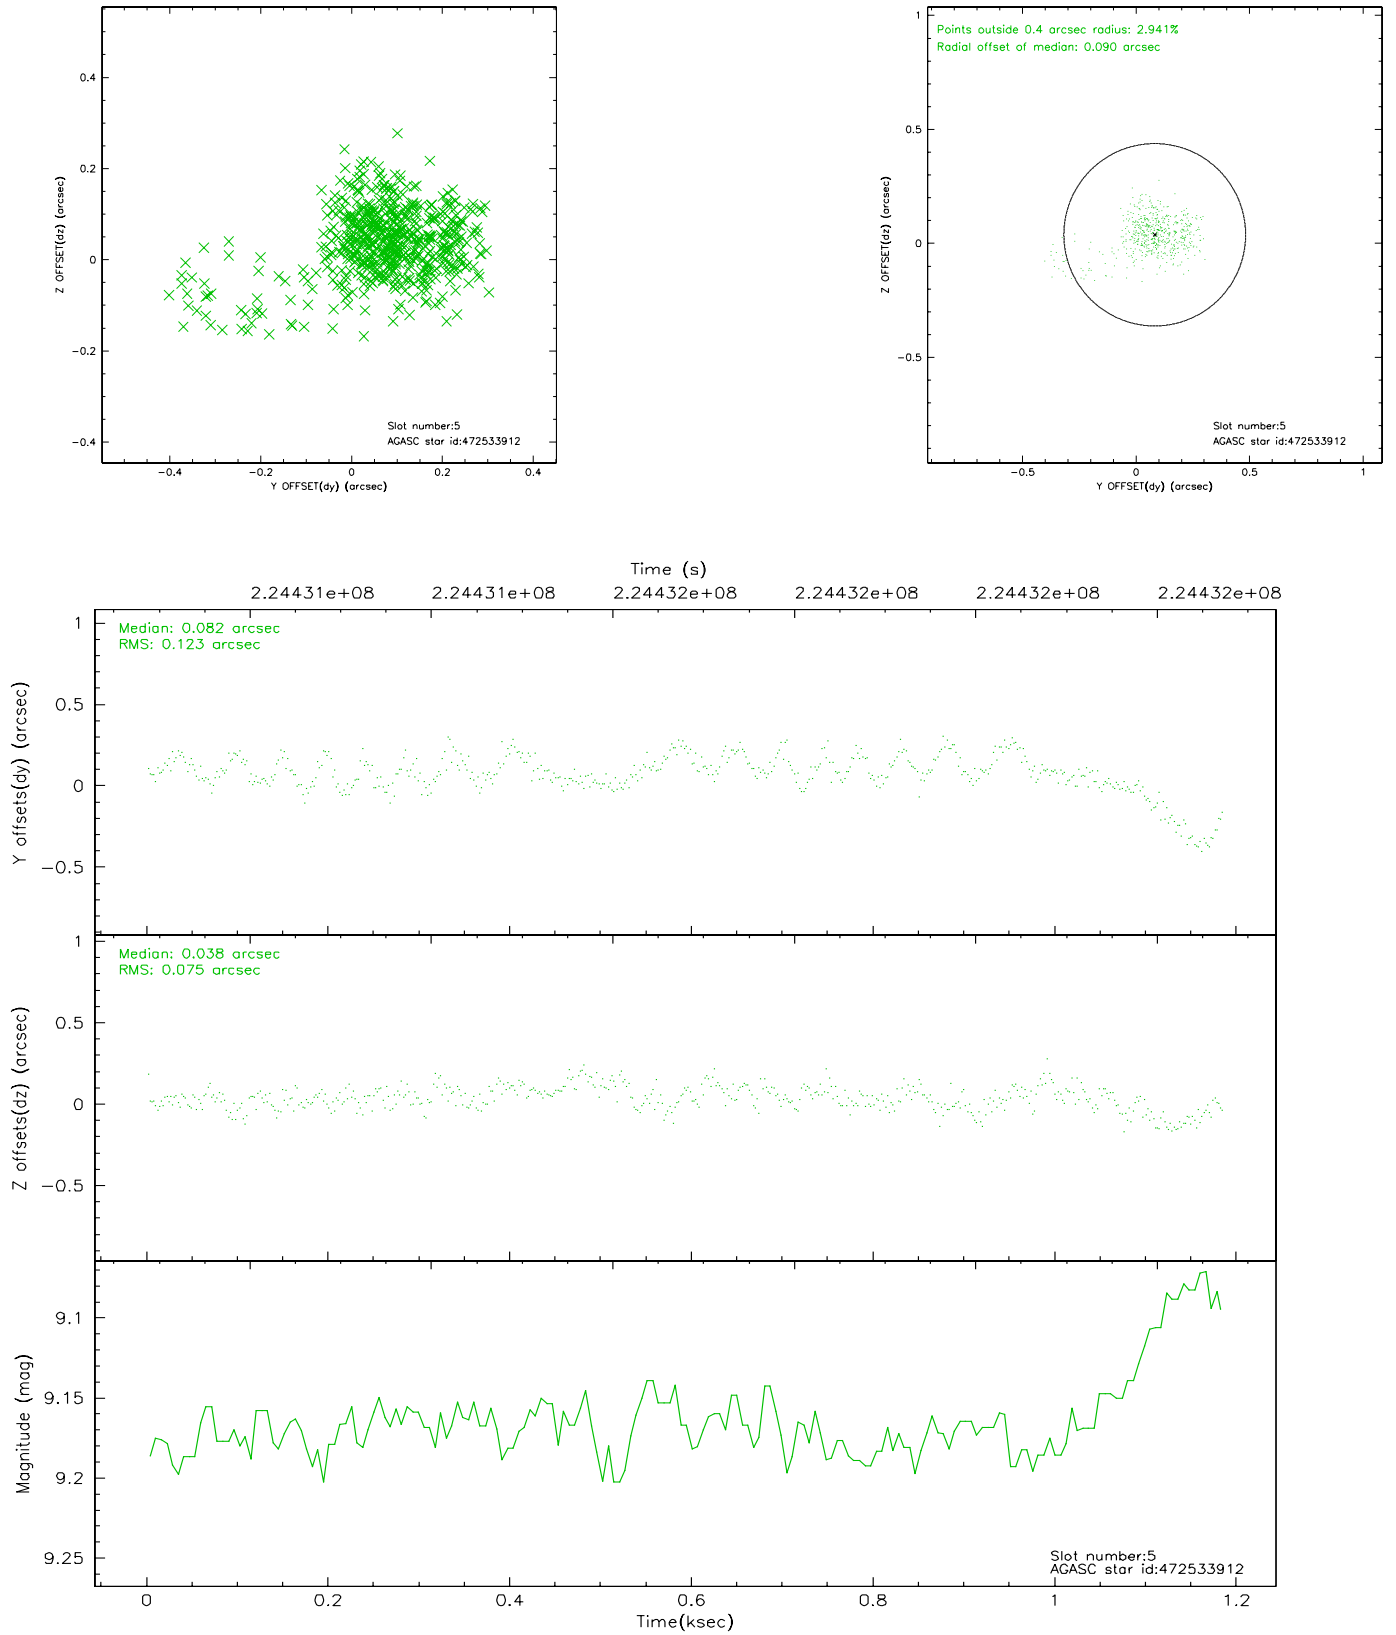 0.4
0.2
0
−0.2
−0.4
Z OFFSET(dz) (arcsec)
Slot number:5
AGASC star id:472533912
−0.4 −0.2 0 0.2 0.4
Y OFFSET(dy) (arcsec)
1
0.5
0
−0.5
Z OFFSET(dz) (arcsec)
Points outside 0.4 arcsec radius: 2.941%
Radial offset of median: 0.090 arcsec
Slot number:5
AGASC star id:472533912
−0.5 0 0.5 1
Y OFFSET(dy) (arcsec)
Time (s)
2.24431e+08 2.24431e+08 2.24432e+08 2.24432e+08 2.24432e+08 2.24432e+08
Median: 0.082 arcsec
RMS: 0.123 arcsec
1
0.5
0
−0.5
Y offsets(dy) (arcsec)
Median: 0.038 arcsec
RMS: 0.075 arcsec
1
0.5
0
−0.5
Z offsets(dz) (arcsec)
9.1
9.15
9.2
9.25
Magnitude (mag)
Slot number:5
AGASC star id:472533912
0 0.2 0.4 0.6 0.8 1 1.2
Time(ksec)